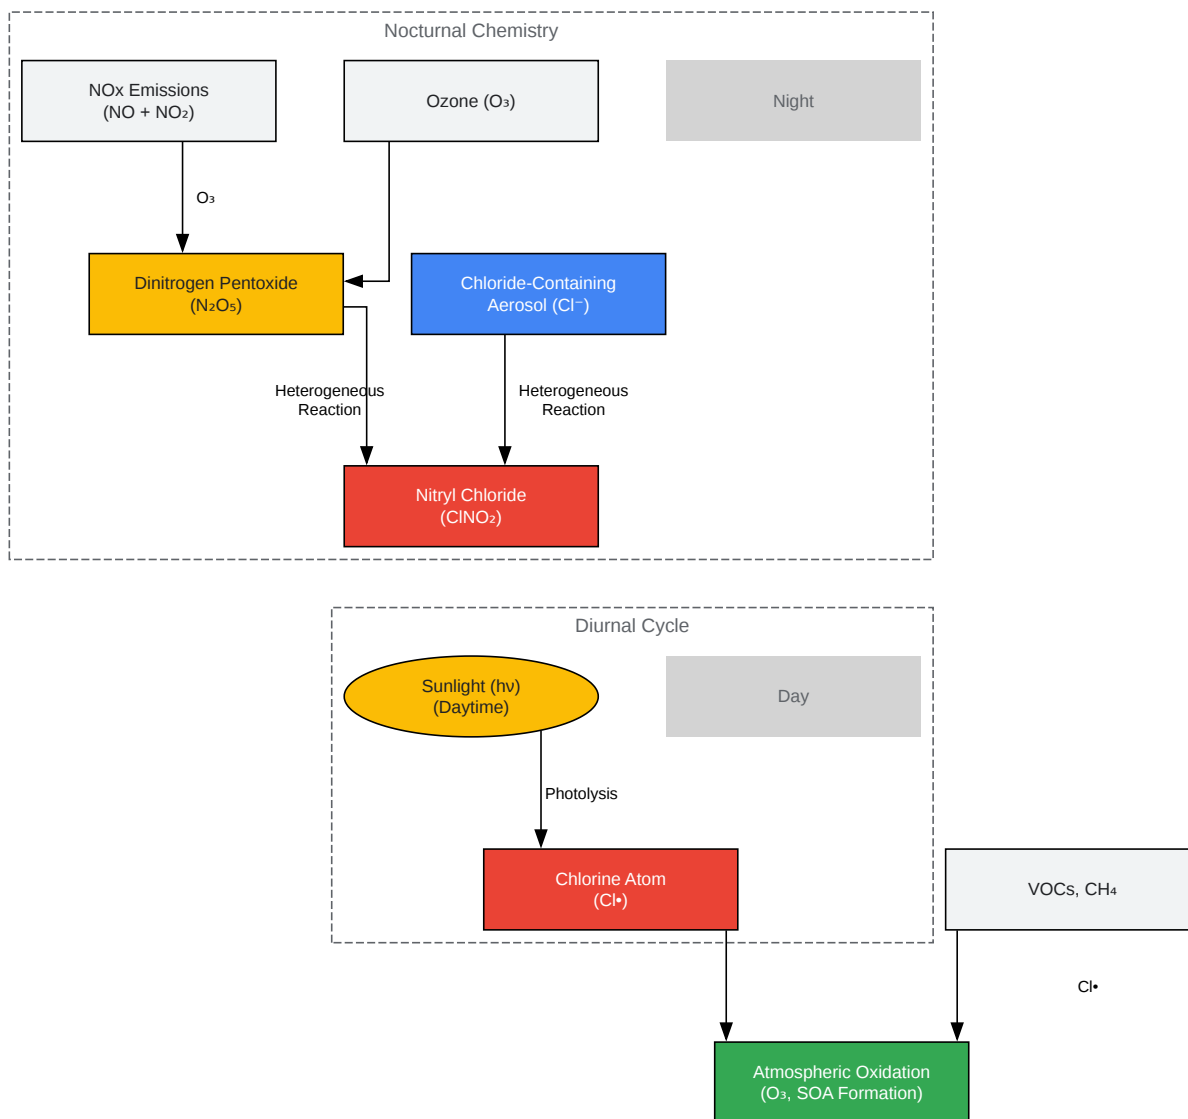 Nocturnal Chemistry
NOx Emissions
(NO + NO₂)
Ozone (O₃)
Night
O₃
Dinitrogen Pentoxide
(N₂O₅)
Chloride-Containing
Aerosol (Cl⁻)
Heterogeneous
Reaction
Heterogeneous
Reaction
Nitryl Chloride
(ClNO₂)
Diurnal Cycle
Sunlight (hν)
(Daytime)
Day
Photolysis
Chlorine Atom
(Cl•)
VOCs, CH₄
Cl•
Atmospheric Oxidation
(O₃, SOA Formation)